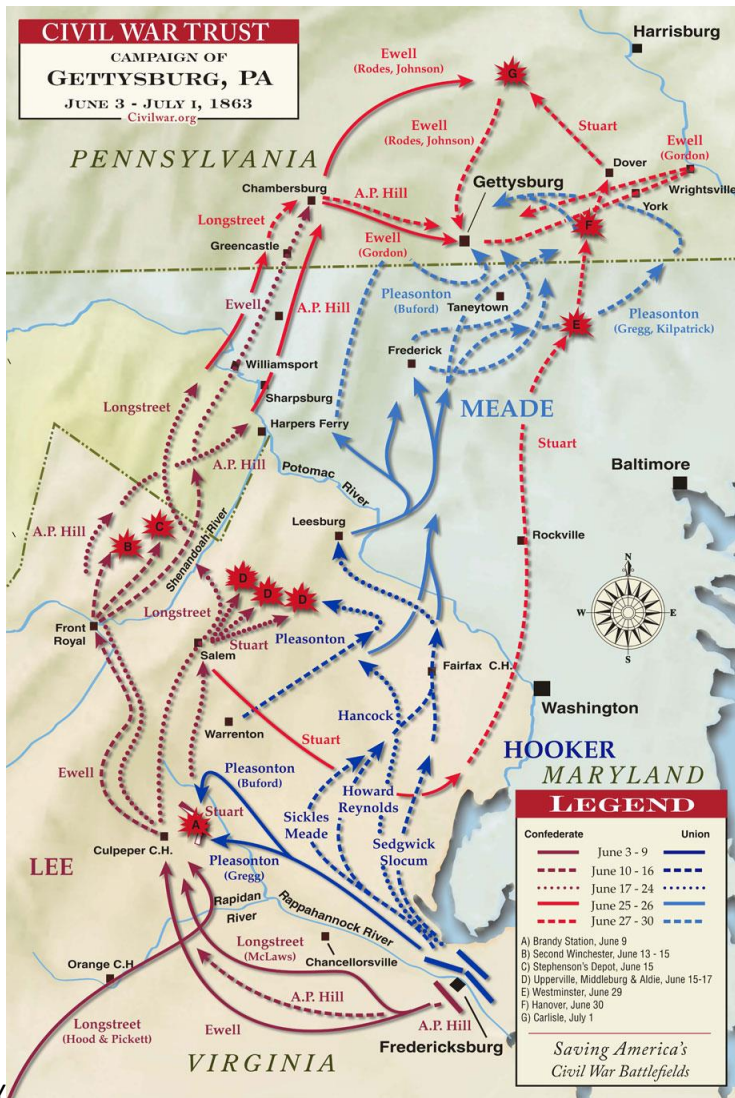 CIVIL WAR TRUST
CAMPAIGN OF
GETTYSBURG, PA
JUNE 3 - JULY 1, 1863
Civilwar.org
Harrisburg
Ewell
(Rodes, Johnson)
G
Ewell
(Rodes, Johnson)
Stuart
Ewell
(Gordon)
PENNSYLVANIA
Dover
Chambersburg
A.P. Hill
Gettysburg
Wrightsville
York
Longstreet
F
Greencastle
Ewell
(Gordon)
Ewell
A.P. Hill
Pleasonton
(Buford)
Taneytown
Pleasonton
(Gregg, Kilpatrick)
E
Frederick
Williamsport
Sharpsburg
Longstreet
MEADE
Harpers Ferry
Stuart
A.P. Hill
Potomac
River
Baltimore
A.P. Hill
C
B
Leesburg
Shenandoah River
Rockville
N
W
E
S
D
D
D
Longstreet
Front
Royal
Stuart
Pleasonton
Salem
Fairfax C.H.
Washington
Hancock
Warrenton
Stuart
HOOKER
MARYLAND
Ewell
Pleasonton
(Buford)
Howard
Reynolds
Stuart
A
Sickles
Meade
Culpeper C.H.
Sedgwick
Slocum
LEE
Pleasonton
(Gregg)
Rapidan
River
Rappahannock River
Longstreet
(McLaws)
Chancellorsville
Orange C.H
A.P. Hill
Longstreet
(Hood & Pickett)
Ewell
A.P. Hill
Fredericksburg
VIRGINIA
LEGEND
Confederate Union
June 3 - 9
June 10 - 16
June 17 - 24
June 25 - 26
June 27 - 30
A) Brandy Station, June 9
B) Second Winchester, June 13 - 15
C) Stephenson's Depot, June 15
D) Upperville, Middleburg & Aldie, June 15-17
E) Westminster, June 29
F) Hanover, June 30
G) Carlisle, July 1
Saving America's
Civil War Battlefields